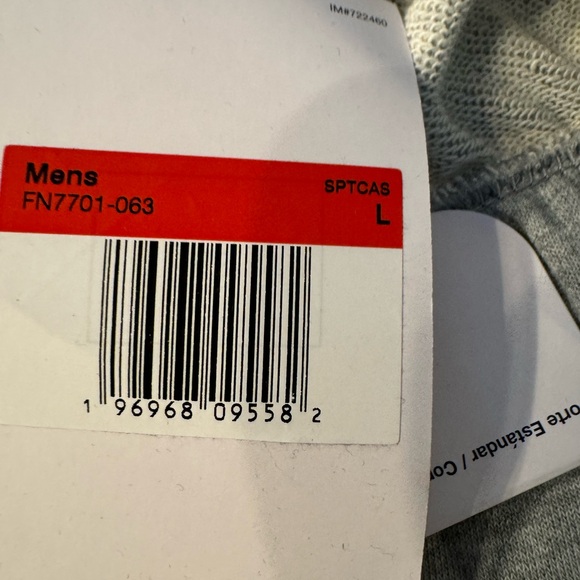 IM#722460
Mens
SPTCAS
FN7701-063
L
1 96968 09558 2
orte Estándar / Co